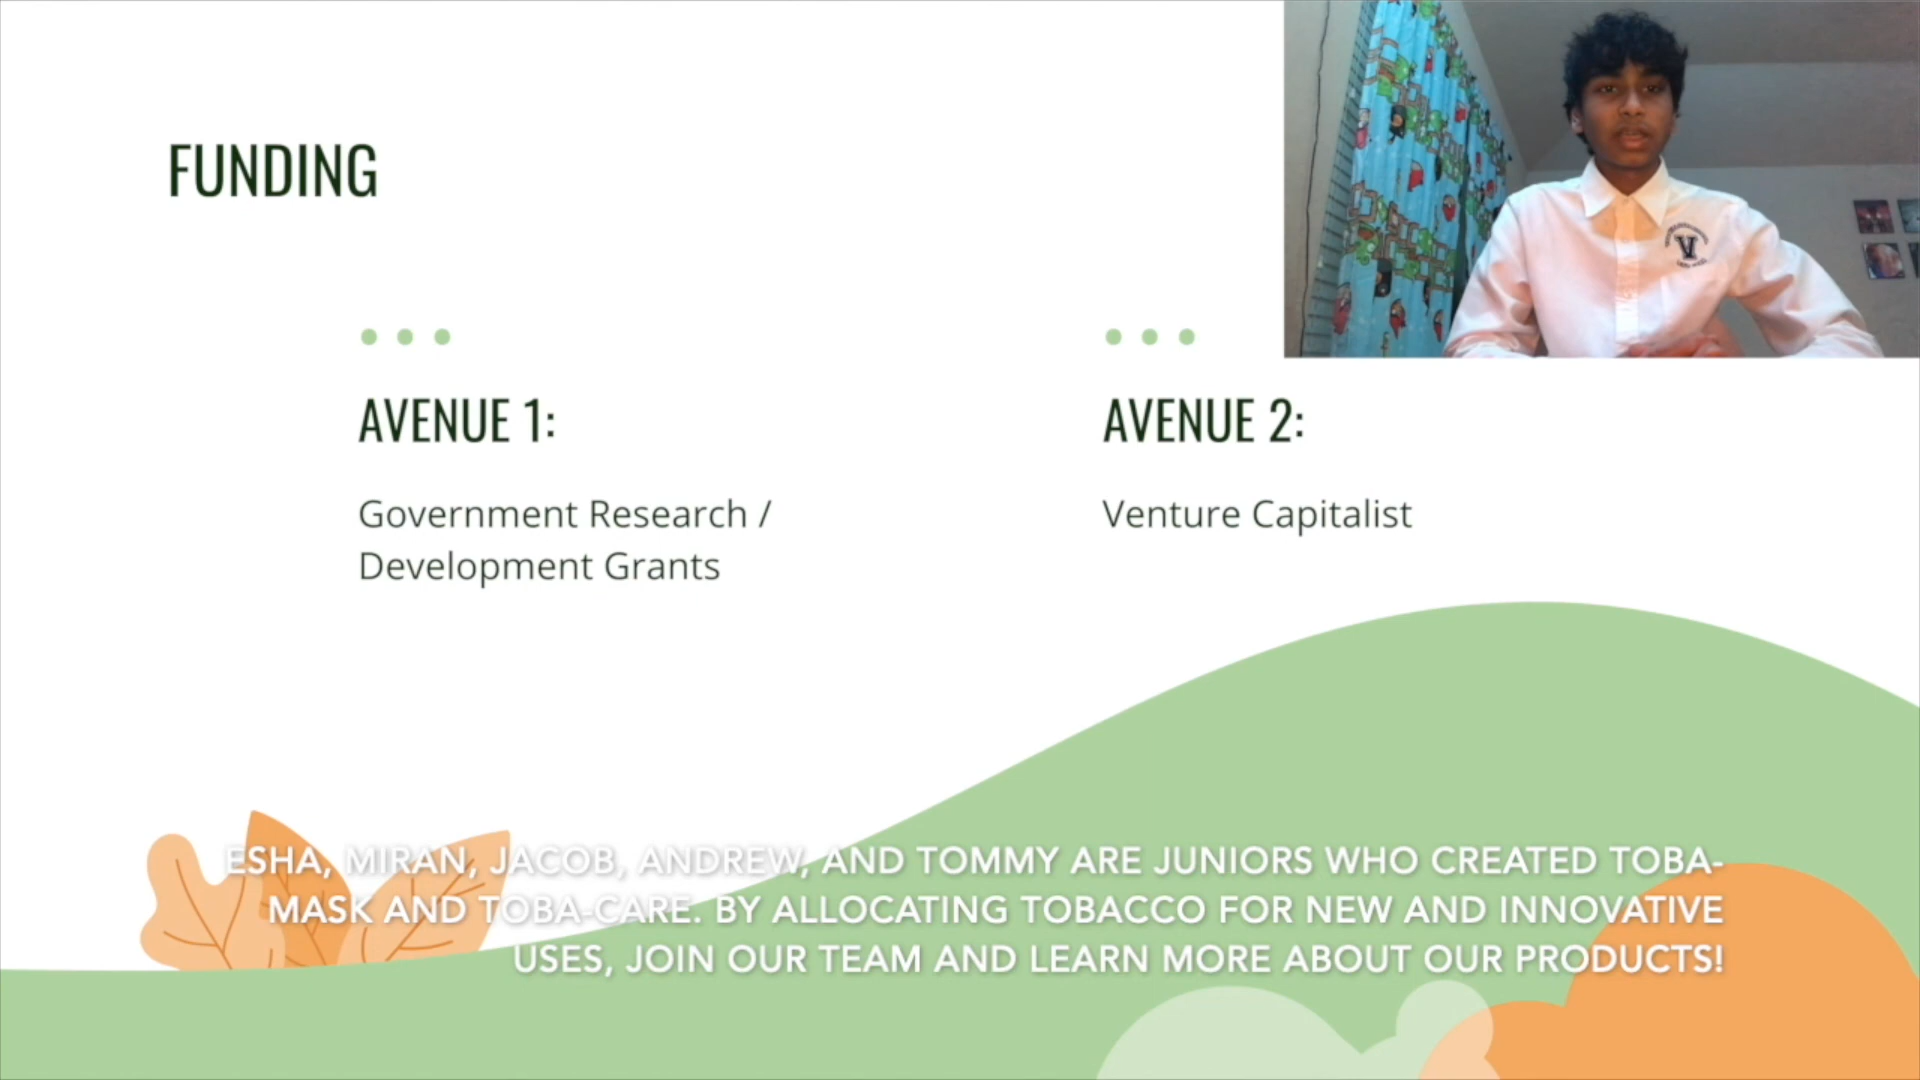 FUNDING
AVENUE 1:
Government Research /
Development Grants
AVENUE 2:
Venture Capitalist
V
ESHA, MIRAN, JACOB, ANDREW, AND TOMMY ARE JUNIORS WHO CREATED TOBA-
MASK AND TOBA-CARE. BY ALLOCATING TOBACCO FOR NEW AND INNOVATIVE
USES, JOIN OUR TEAM AND LEARN MORE ABOUT OUR PRODUCTS!